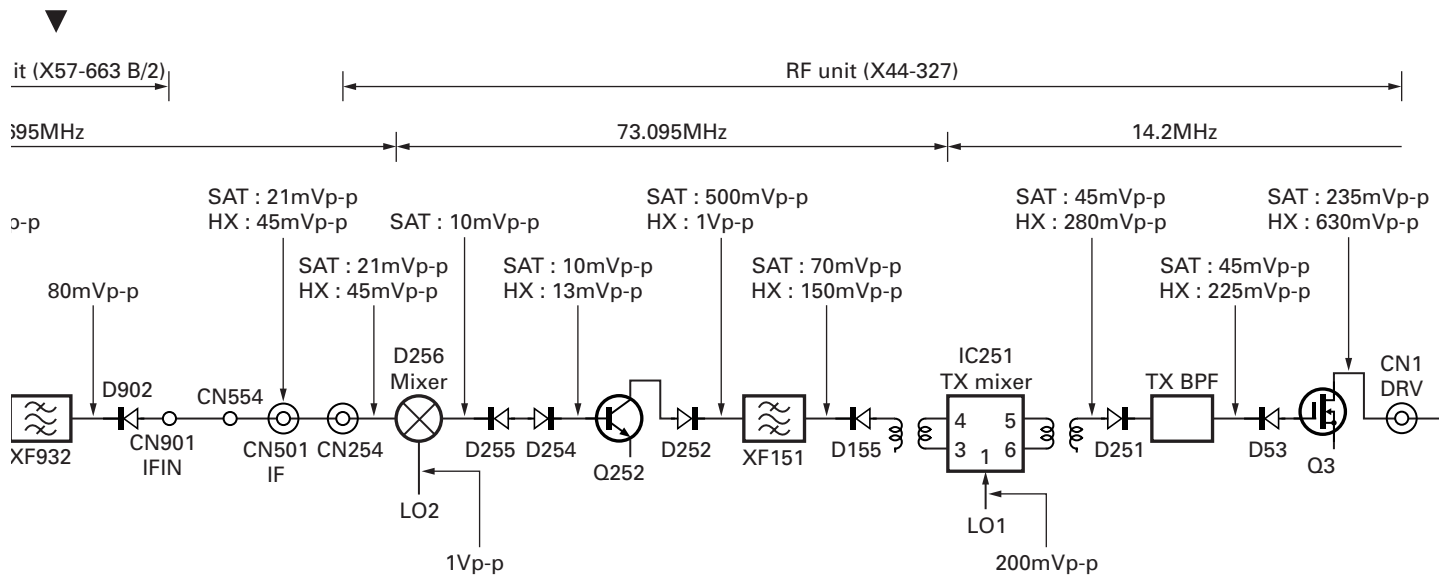 it (X57-663 B/2)
RF unit (X44-327)
695MHz
73.095MHz
14.2MHz
SAT : 21mVp-p
HX : 45mVp-p
SAT : 500mVp-p
HX : 1Vp-p
SAT : 45mVp-p
HX : 280mVp-p
SAT : 235mVp-p
HX : 630mVp-p
p-p
SAT : 10mVp-p
SAT : 21mVp-p
HX : 45mVp-p
SAT : 10mVp-p
HX : 13mVp-p
SAT : 70mVp-p
HX : 150mVp-p
SAT : 45mVp-p
HX : 225mVp-p
80mVp-p
D256
Mixer
IC251
TX mixer
TX BPF
CN1
DRV
D902
CN554
4
5
3
1
6
XF932
CN901
IFIN
CN501
IF
CN254
D255
D254
Q252
D252
XF151
D155
D251
D53
Q3
LO2
LO1
1Vp-p
200mVp-p